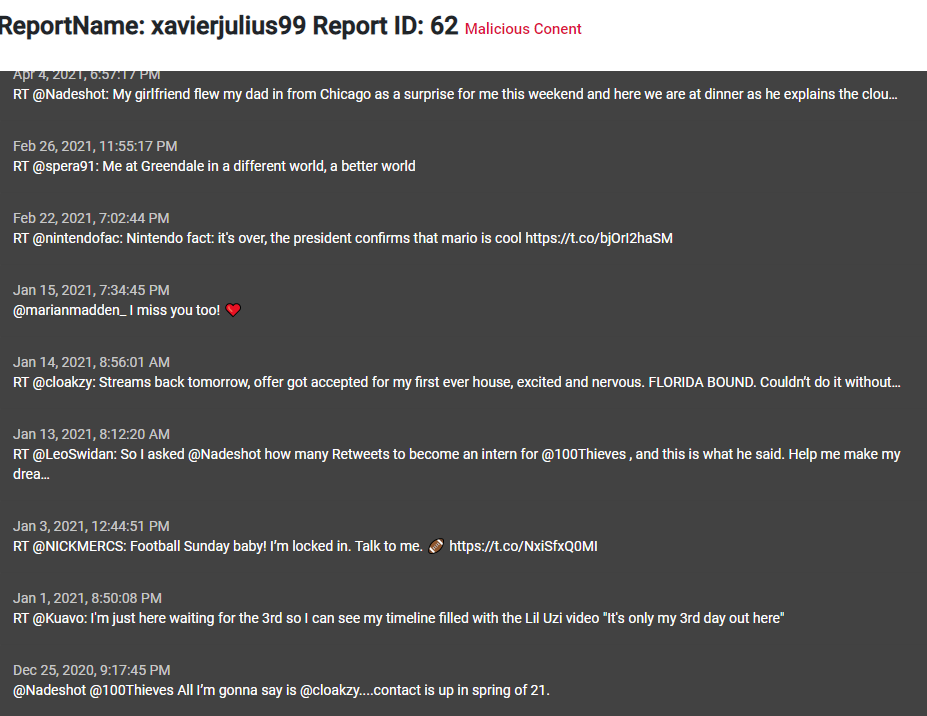 ReportName: xavierjulius99 Report ID: 62 Malicious Conent
Apr 4, 2021, 6:57:17 PM
RT @Nadeshot: My girlfriend flew my dad in from Chicago as a surprise for me this weekend and here we are at dinner as he explains the clou…
Feb 26, 2021, 11:55:17 PM
RT @spera91: Me at Greendale in a different world, a better world
Feb 22, 2021, 7:02:44 PM
RT @nintendofac: Nintendo fact: it's over, the president confirms that mario is cool https://t.co/bjOrI2haSM
Jan 15, 2021, 7:34:45 PM
@marianmadden_ I miss you too! ❤️
Jan 14, 2021, 8:56:01 AM
RT @cloakzy: Streams back tomorrow, offer got accepted for my first ever house, excited and nervous. FLORIDA BOUND. Couldn’t do it without…
Jan 13, 2021, 8:12:20 AM
RT @LeoSwidan: So I asked @Nadeshot how many Retweets to become an intern for @100Thieves , and this is what he said. Help me make my
drea…
Jan 3, 2021, 12:44:51 PM
RT @NICKMERCS: Football Sunday baby! I’m locked in. Talk to me. 🏈 https://t.co/NxiSfxQ0MI
Jan 1, 2021, 8:50:08 PM
RT @Kuavo: I'm just here waiting for the 3rd so I can see my timeline filled with the Lil Uzi video "It's only my 3rd day out here"
Dec 25, 2020, 9:17:45 PM
@Nadeshot @100Thieves All I’m gonna say is @cloakzy....contact is up in spring of 21.